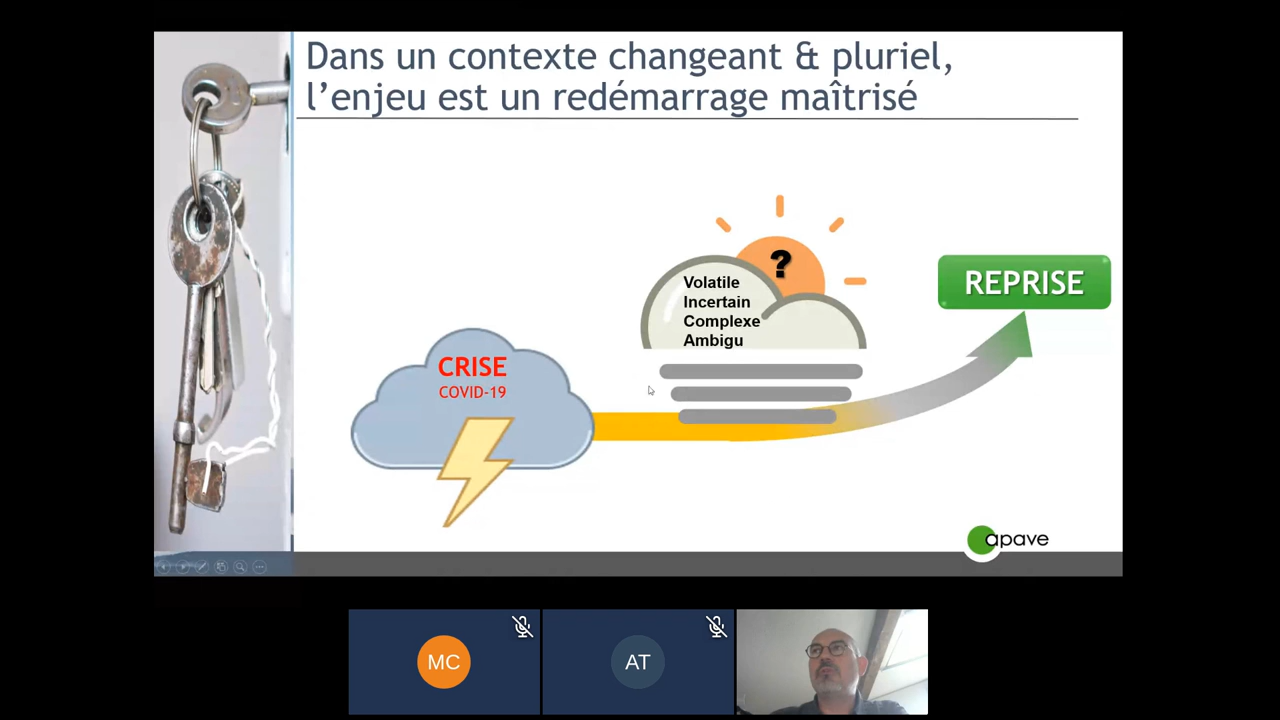 Dans un contexte changeant & pluriel,
l’enjeu est un redémarrage maîtrisé
?
Volatile
Incertain
Complexe
Ambigu
REPRISE
CRISE
COVID-19
apave
MC
AT